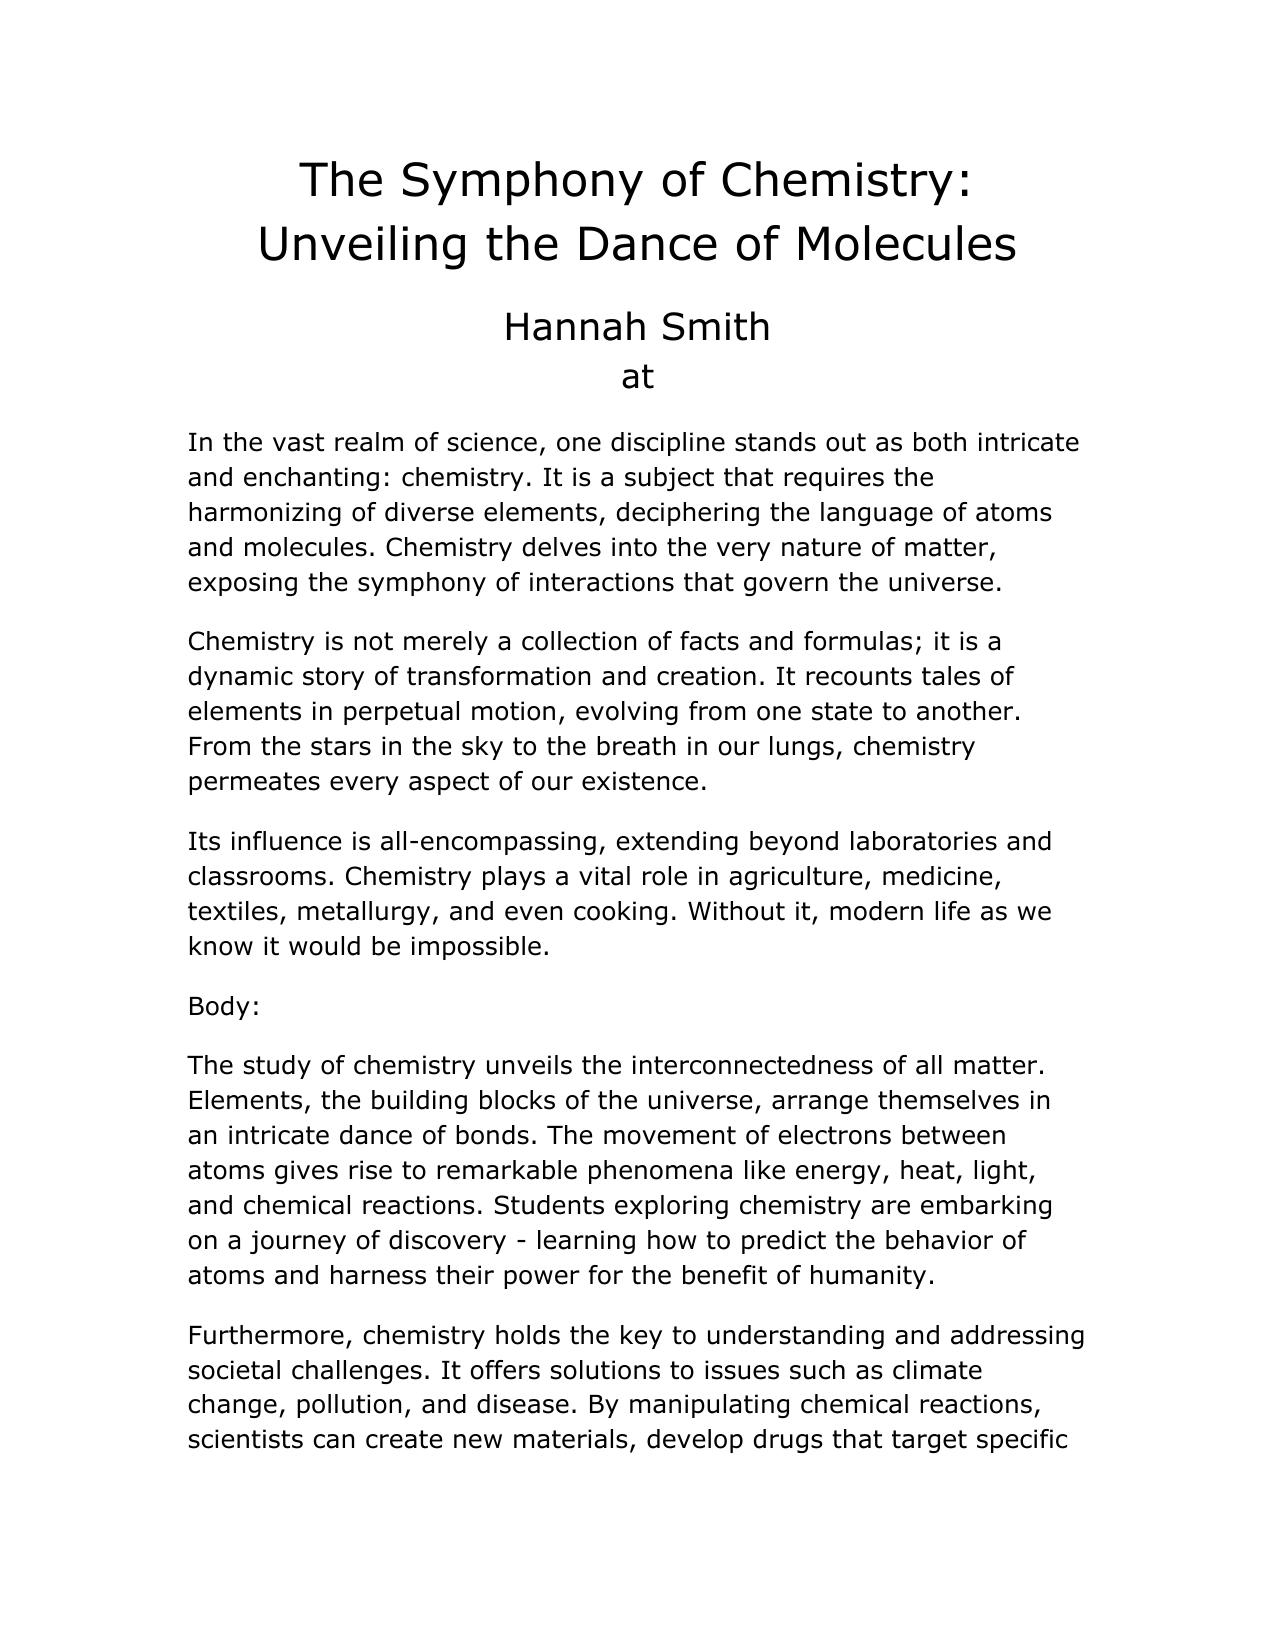 The Symphony of Chemistry:
Unveiling the Dance of Molecules
Hannah Smith
at
In the vast realm of science, one discipline stands out as both intricate
and enchanting: chemistry. It is a subject that requires the
harmonizing of diverse elements, deciphering the language of atoms
and molecules. Chemistry delves into the very nature of matter,
exposing the symphony of interactions that govern the universe.
Chemistry is not merely a collection of facts and formulas; it is a
dynamic story of transformation and creation. It recounts tales of
elements in perpetual motion, evolving from one state to another.
From the stars in the sky to the breath in our lungs, chemistry
permeates every aspect of our existence.
Its influence is all-encompassing, extending beyond laboratories and
classrooms. Chemistry plays a vital role in agriculture, medicine,
textiles, metallurgy, and even cooking. Without it, modern life as we
know it would be impossible.
Body:
The study of chemistry unveils the interconnectedness of all matter.
Elements, the building blocks of the universe, arrange themselves in
an intricate dance of bonds. The movement of electrons between
atoms gives rise to remarkable phenomena like energy, heat, light,
and chemical reactions. Students exploring chemistry are embarking
on a journey of discovery - learning how to predict the behavior of
atoms and harness their power for the benefit of humanity.
Furthermore, chemistry holds the key to understanding and addressing
societal challenges. It offers solutions to issues such as climate
change, pollution, and disease. By manipulating chemical reactions,
scientists can create new materials, develop drugs that target specific